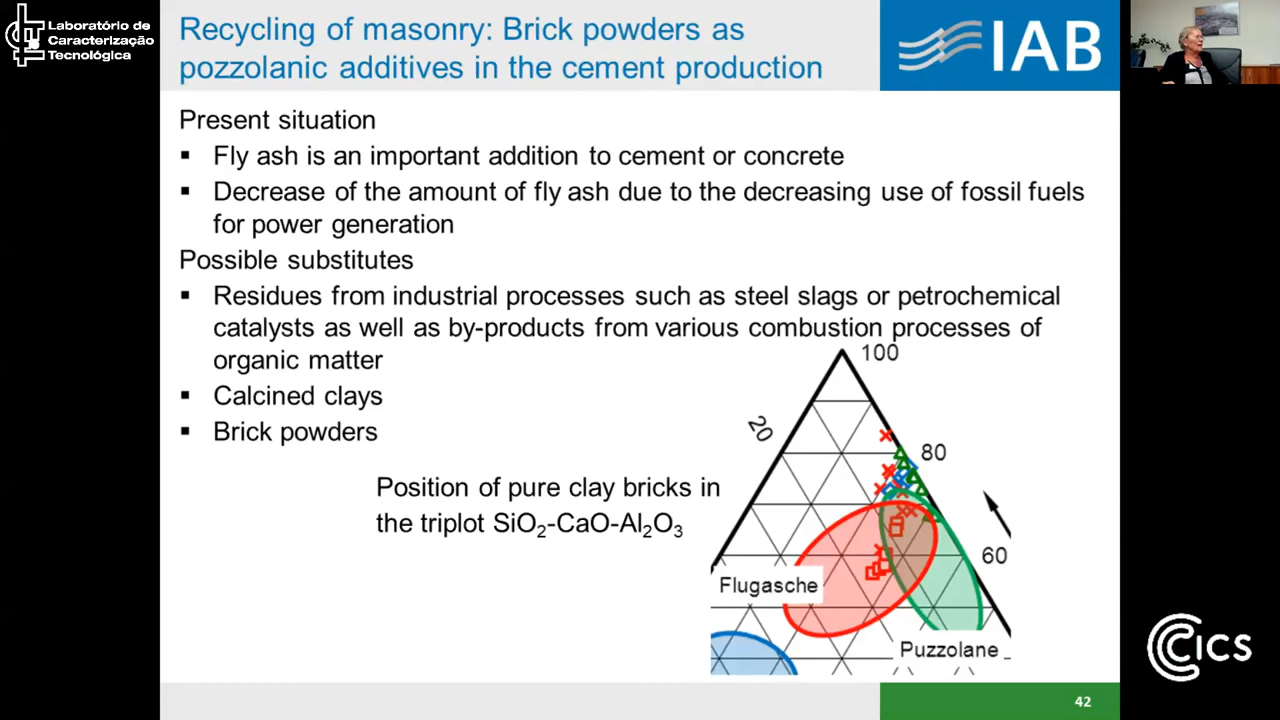 Laboratório de
Caracterização
Tecnológica
Recycling of masonry: Brick powders as
pozzolanic additives in the cement production
IAB
Present situation
▪ Fly ash is an important addition to cement or concrete
▪ Decrease of the amount of fly ash due to the decreasing use of fossil fuels
for power generation
Possible substitutes
▪ Residues from industrial processes such as steel slags or petrochemical
catalysts as well as by-products from various combustion processes of
organic matter
▪ Calcined clays
▪ Brick powders
Position of pure clay bricks in
the triplot SiO₂-CaO-Al₂O₃
100
20
80
60
Flugasche
Puzzolane
CICS
42